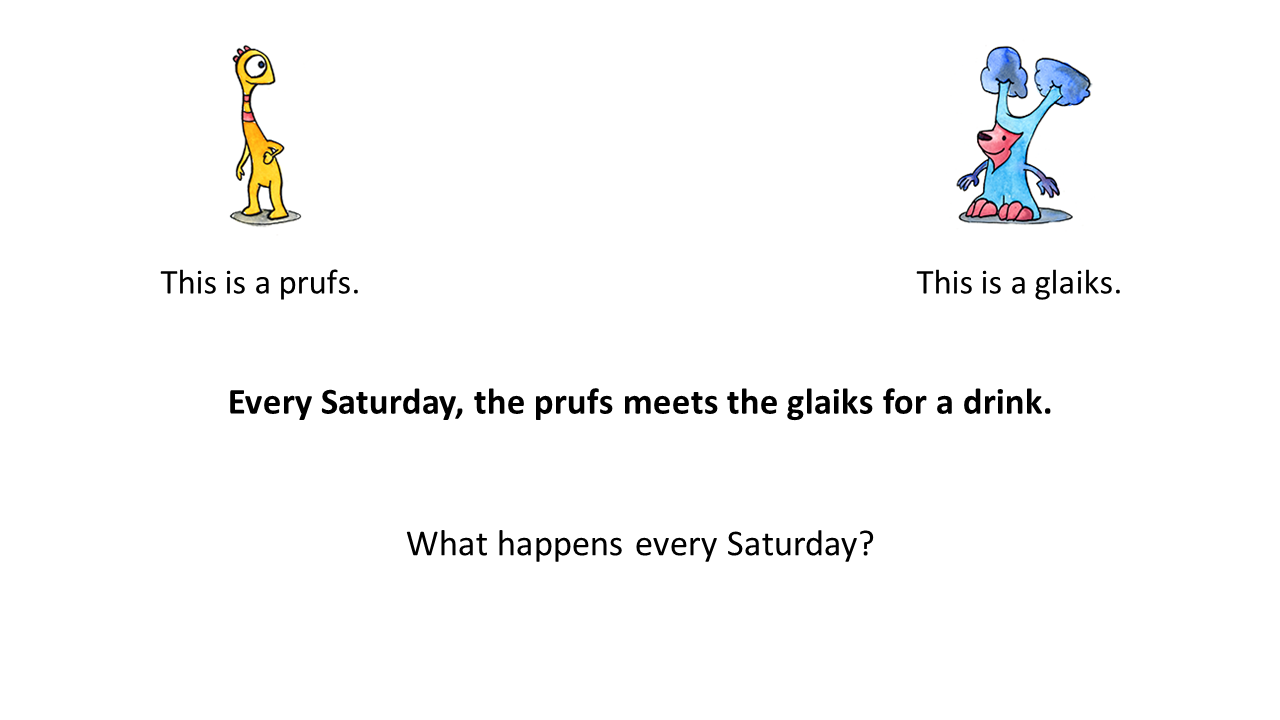 This is a prufs.
This is a glaiks.
Every Saturday, the prufs meets the glaiks for a drink.
What happens every Saturday?